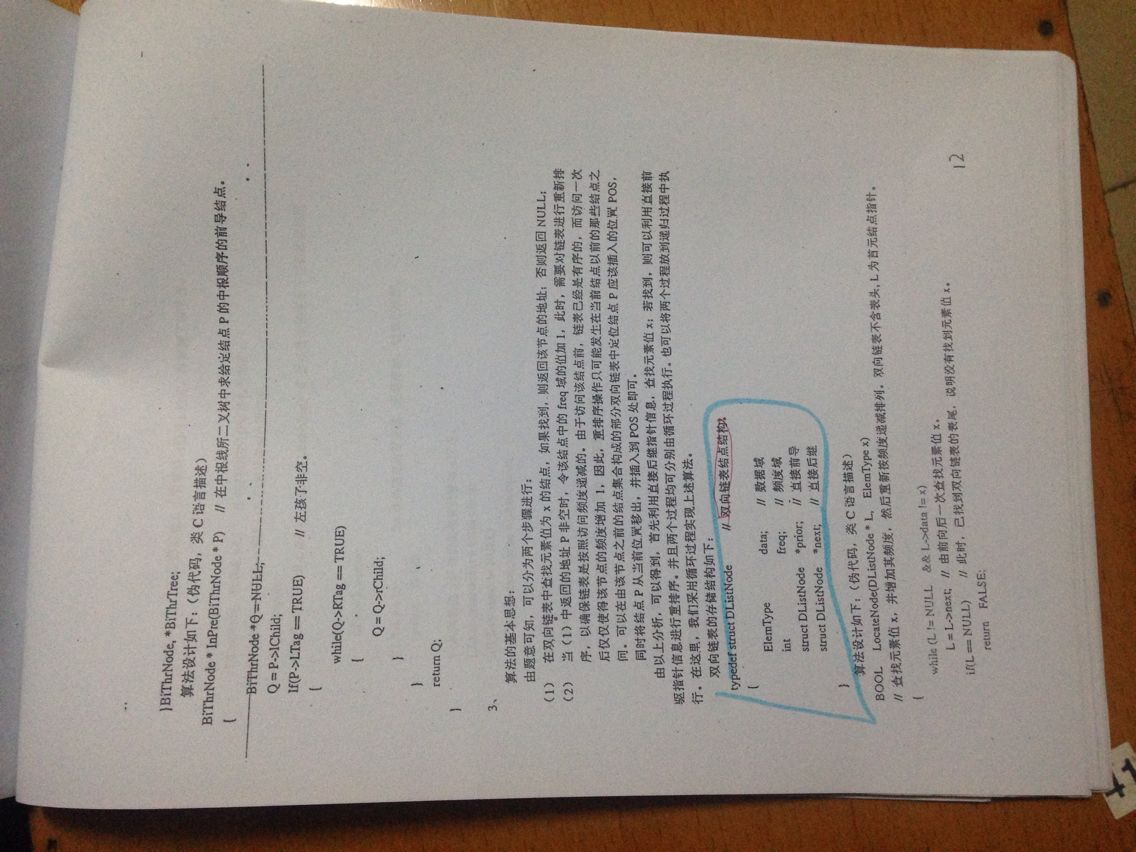 }BiThrNode, *BiThrTree;
算法设计如下：（伪代码，类 C 语言描述）
BiThrNode * InPre(BiThrNode * P) // 在中根线所二叉树中求给定结点 P 的中根顺序的前导结点。
{
BiThrNode *Q = NULL;
Q = P->lChild;
If(P->LTag == TRUE) // 左孩子非空。
{
while(Q->RTag == TRUE)
{
Q = Q->rChild;
}
}
return Q;
}
3、
算法的基本思想：
由题意可知，可以分为两个步骤进行：
（1） 在双向链表中查找元素值为 x 的结点，如果找到，则返回该节点的地址；否则返回 NULL；
（2） 当（1）中返回的地址 P 非空时，令该结点中的 freq 域的值加 1，此时，需要对链表进行重新排
序，以确保链表是按照访问频度递减的。由于访问该结点前，链表已经是有序的，而访问一次
后仅仅使得该节点的频度增加 1，因此，重排序操作只可能发生在当前结点以前的那些结点之
间。可以在由该节点之前的结点集合构成的部分双向链表中定位结点 P 应该插入的位置 POS，
同时将结点 P 从当前位置移出，并插入到 POS 处即可。
由以上分析，可以得到，首先利用直接后继指针信息，查找元素值 x；若找到，则可以利用直接前
驱指针信息进行重排序。并且两个过程均可分别由循环过程执行。也可以将两个过程放到递归过程中执
行。在这里，我们采用循环过程实现上述算法。
双向链表的存储结构如下：
typedef struct DListNode // 双向链表结点结构
{
ElemType data; // 数据域
int freq; // 频度域
struct DListNode *prior; // 直接前导
struct DListNode *next; // 直接后继
}
算法设计如下：（伪代码，类 C 语言描述）
BOOL LocateNode(DListNode * L, ElemType x)
// 查找元素值 x，并增加其频度，然后重新按频度递减排列。双向链表不含表头, L 为首元结点指针。
{
while (L != NULL && L->data != x)
L = L->next; // 由前向后一次查找元素值 x。
if(L == NULL) // 此时，已找到双向链表的表尾，说明没有找到元素值 x。
return FALSE;
12